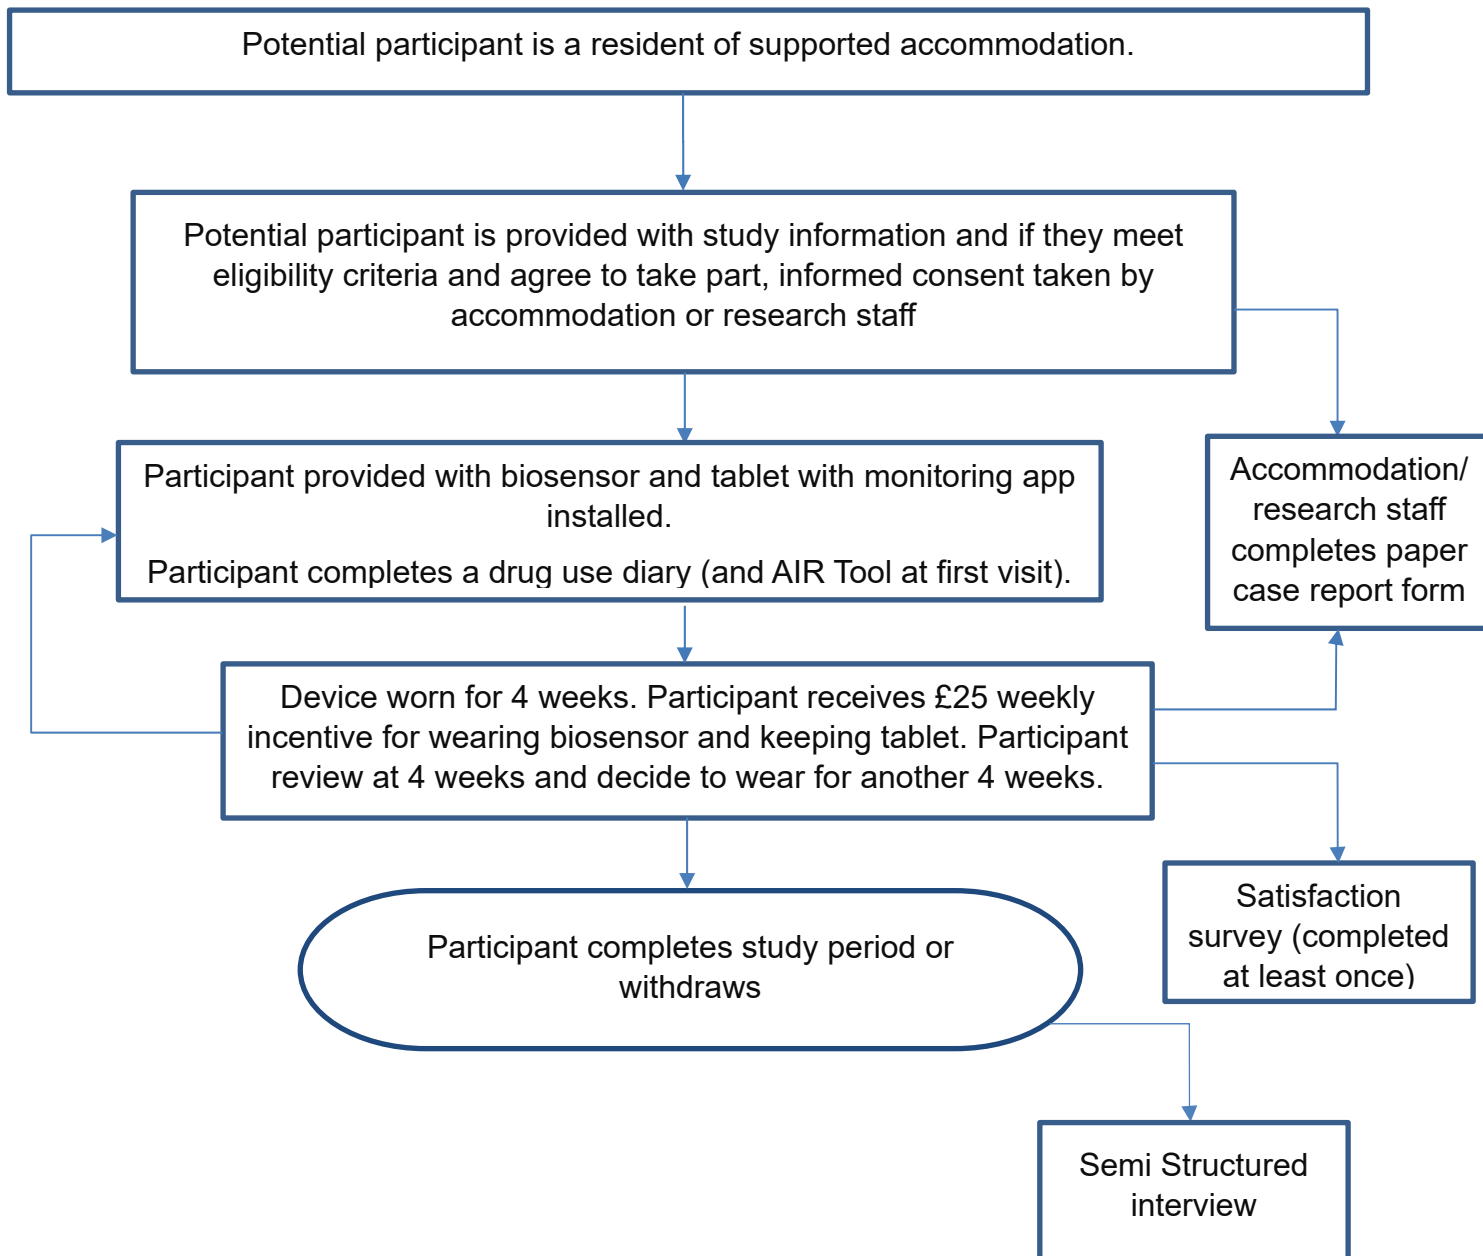 Potential participant is a resident of supported accommodation.
Potential participant is provided with study information and if they meet
eligibility criteria and agree to take part, informed consent taken by
accommodation or research staff
Participant provided with biosensor and tablet with monitoring app
installed.
Participant completes a drug use diary (and AIR Tool at first visit).
Accommodation/
research staff
completes paper
case report form
Device worn for 4 weeks. Participant receives £25 weekly
incentive for wearing biosensor and keeping tablet. Participant
review at 4 weeks and decide to wear for another 4 weeks.
Satisfaction
survey (completed
at least once)
Participant completes study period or
withdraws
Semi Structured
interview